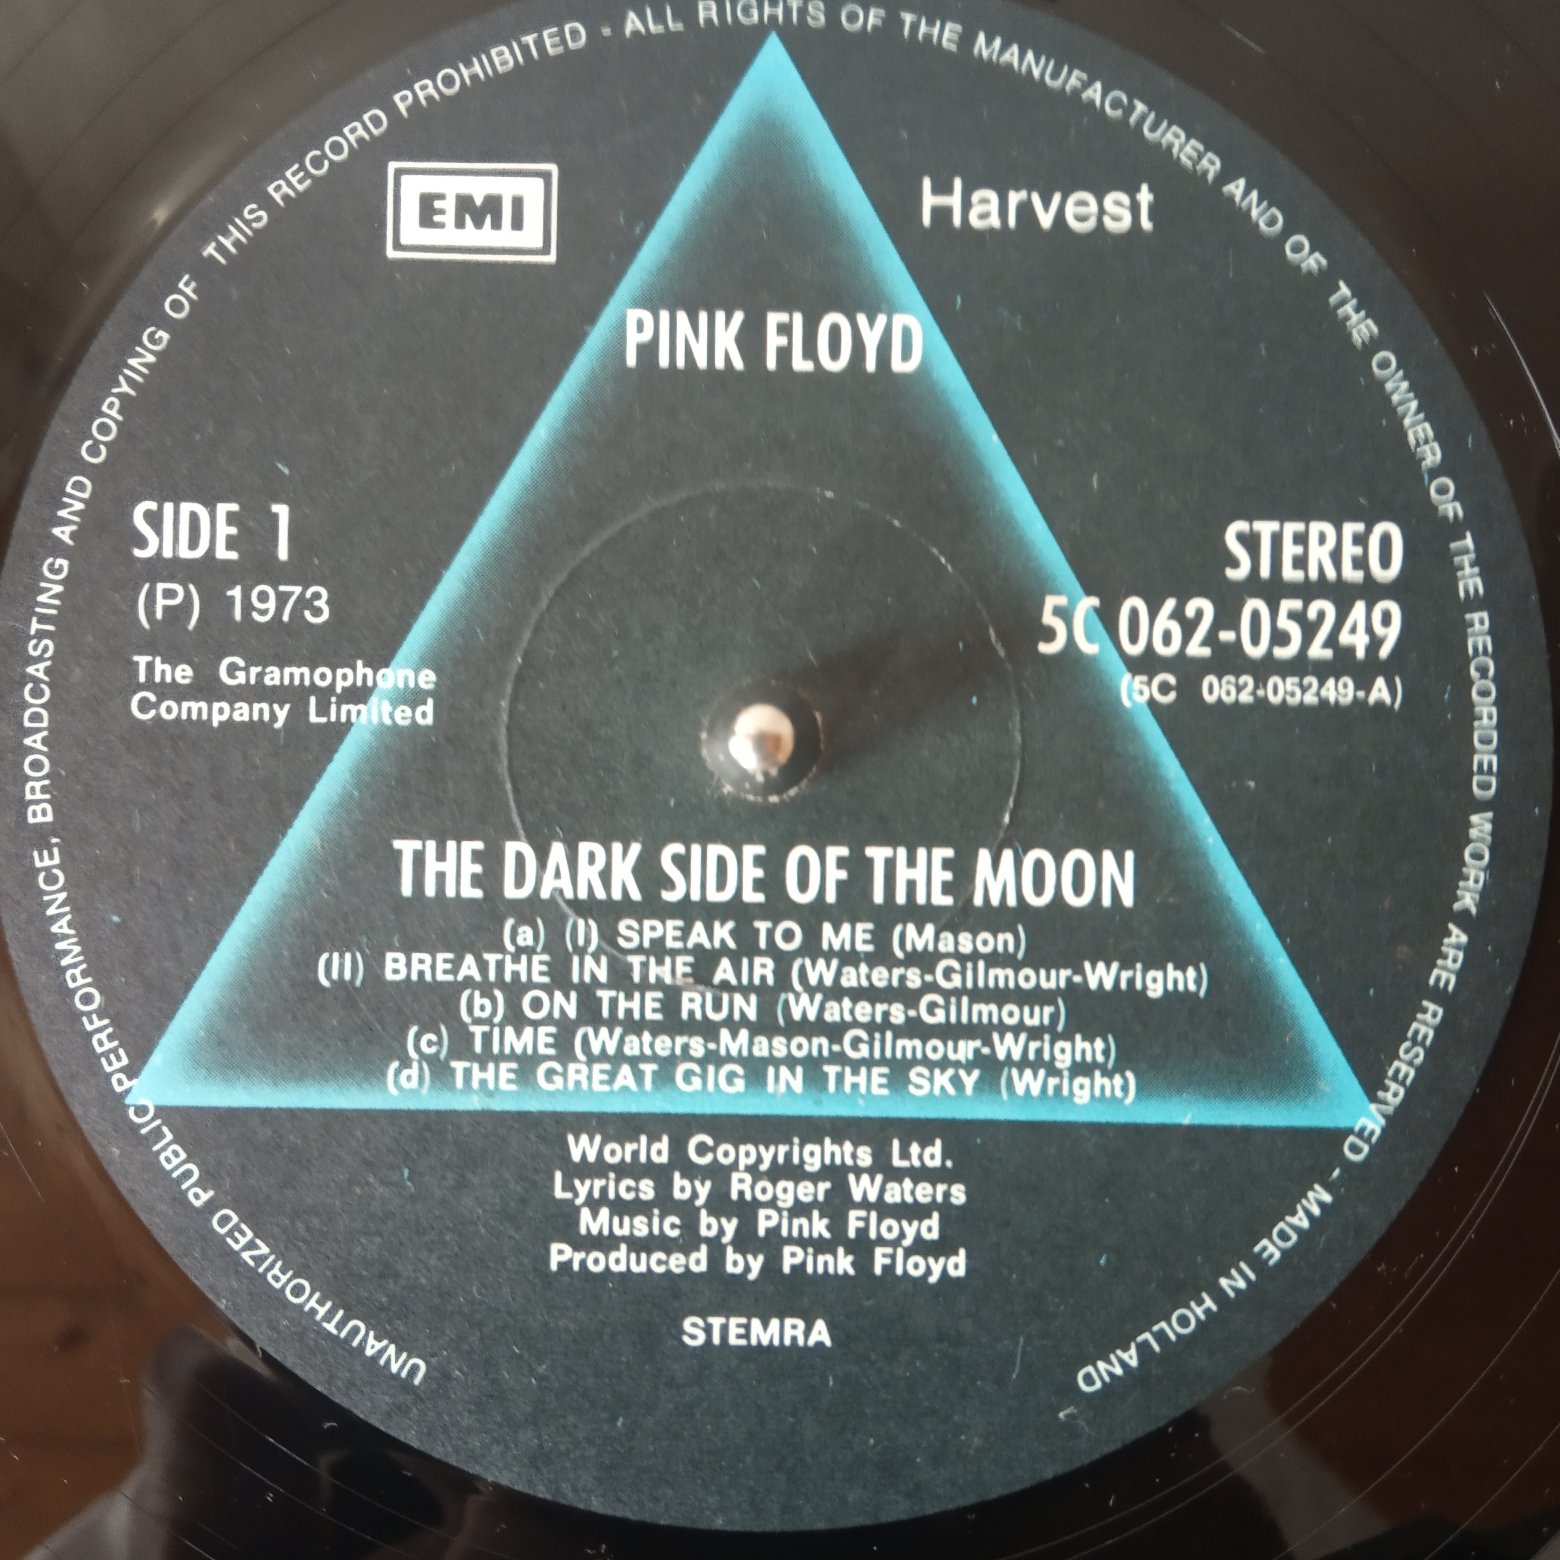 UNAUTHORIZED PUBLIC PERFORMANCE, BROADCASTING AND COPYING OF THIS RECORD PROHIBITED - ALL RIGHTS OF THE MANUFACTURER AND OF THE OWNER OF THE RECORDED WORK ARE RESERVED - MADE IN HOLLAND
EMI
Harvest
PINK FLOYD
SIDE 1
(P) 1973
The Gramophone
Company Limited
STEREO
5C 062-05249
(5C 062-05249-A)
THE DARK SIDE OF THE MOON
(a) (I) SPEAK TO ME (Mason)
(II) BREATHE IN THE AIR (Waters-Gilmour-Wright)
(b) ON THE RUN (Waters-Gilmour)
(c) TIME (Waters-Mason-Gilmour-Wright)
(d) THE GREAT GIG IN THE SKY (Wright)
World Copyrights Ltd.
Lyrics by Roger Waters
Music by Pink Floyd
Produced by Pink Floyd
STEMRA